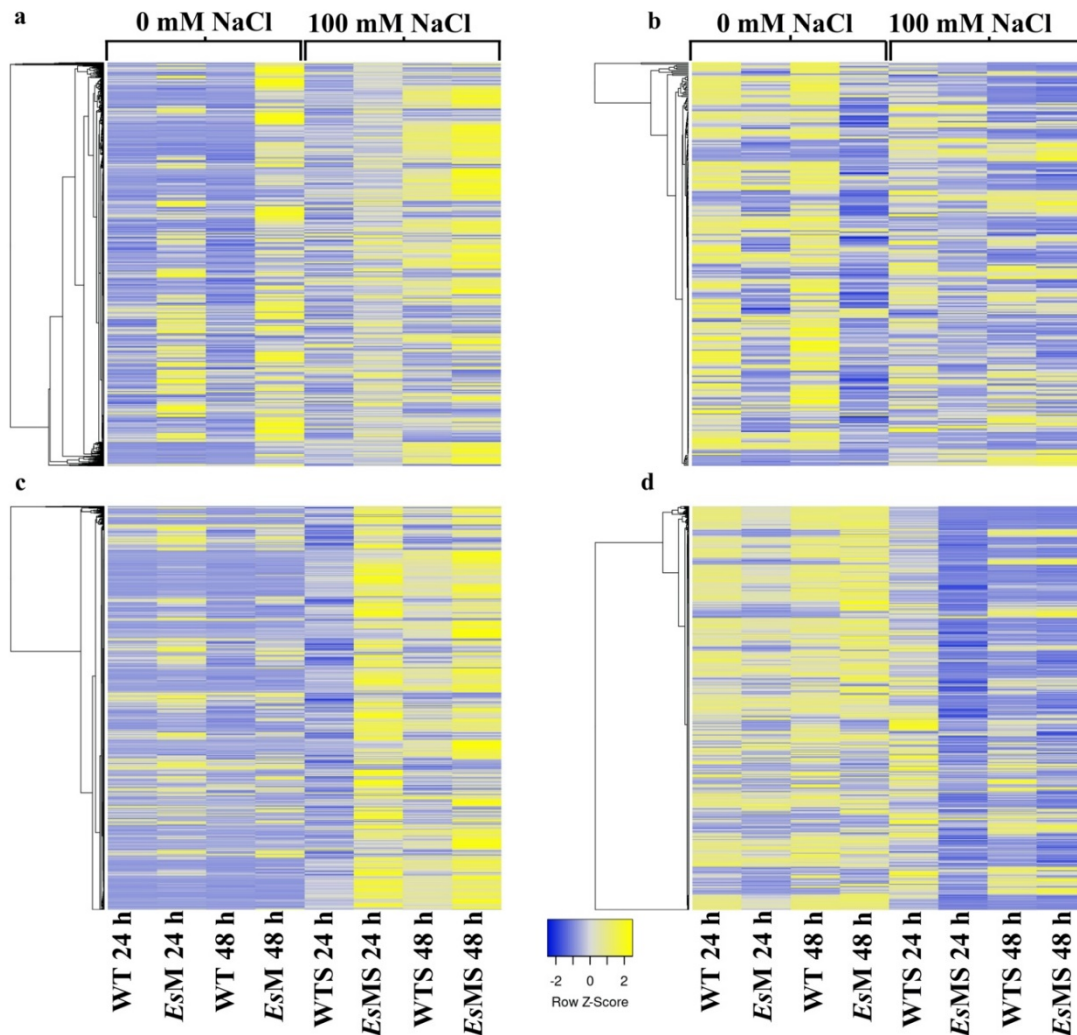 a
0 mM NaCl 100 mM NaCl
b
0 mM NaCl 100 mM NaCl
c
d
WT 24 h
EsM 24 h
WT 48 h
EsM 48 h
WTS 24 h
EsMS 24 h
WTS 48 h
EsMS 48 h
-2 0 2
Row Z-Score
WT 24 h
EsM 24 h
WT 48 h
EsM 48 h
WTS 24 h
EsMS 24 h
WTS 48 h
EsMS 48 h